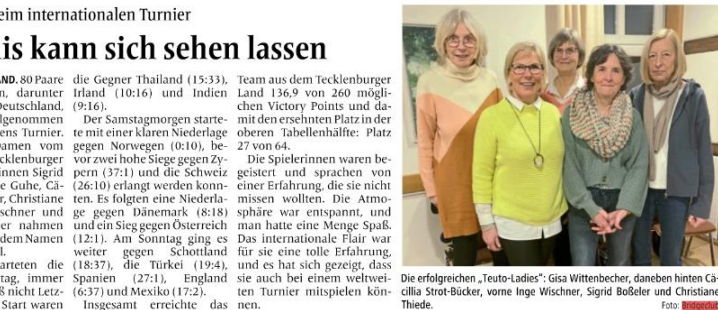 eim internationalen Turnier
is kann sich sehen lassen
AND. 80 Paare
n, darunter
Deutschland,
lgenommen
ens Turnier.
Damen vom
cklenburger
innen Sigrid
e Guhe, Cä-
r, Christiane
schner und
er nahmen
dem Namen
l.
arteten die
tag, immer
ß nicht Letz-
Start waren
die Gegner Thailand (15:33),
Irland (10:16) und Indien
(9:16).
Der Samstagmorgen starte-
te mit einer klaren Niederlage
gegen Norwegen (0:10), be-
vor zwei hohe Siege gegen Zy-
pern (37:1) und die Schweiz
(26:10) erlangt werden konn-
ten. Es folgten eine Niederla-
ge gegen Dänemark (8:18)
und ein Sieg gegen Österreich
(12:1). Am Sonntag ging es
weiter gegen Schottland
(18:37), die Türkei (19:4),
Spanien (27:1), England
(6:37) und Mexiko (17:2).
Insgesamt erreichte das
Team aus dem Tecklenburger
Land 136,9 von 260 mögli-
chen Victory Points und da-
mit den ersehnten Platz in der
oberen Tabellenhälfte: Platz
27 von 64.
Die Spielerinnen waren be-
geistert und sprachen von
einer Erfahrung, die sie nicht
missen wollten. Die Atmo-
sphäre war entspannt, und
man hatte eine Menge Spaß.
Das internationale Flair war
für sie eine tolle Erfahrung,
und es hat sich gezeigt, dass
sie auch bei einem weltwei-
ten Turnier mitspielen kön-
nen.
Die erfolgreichen „Teuto-Ladies“: Gisa Wittenbecher, daneben hinten Cä-
cillia Strot-Bücker, vorne Inge Wischner, Sigrid Boßeler und Christiane
Thiede.
Foto: Bridgeclub